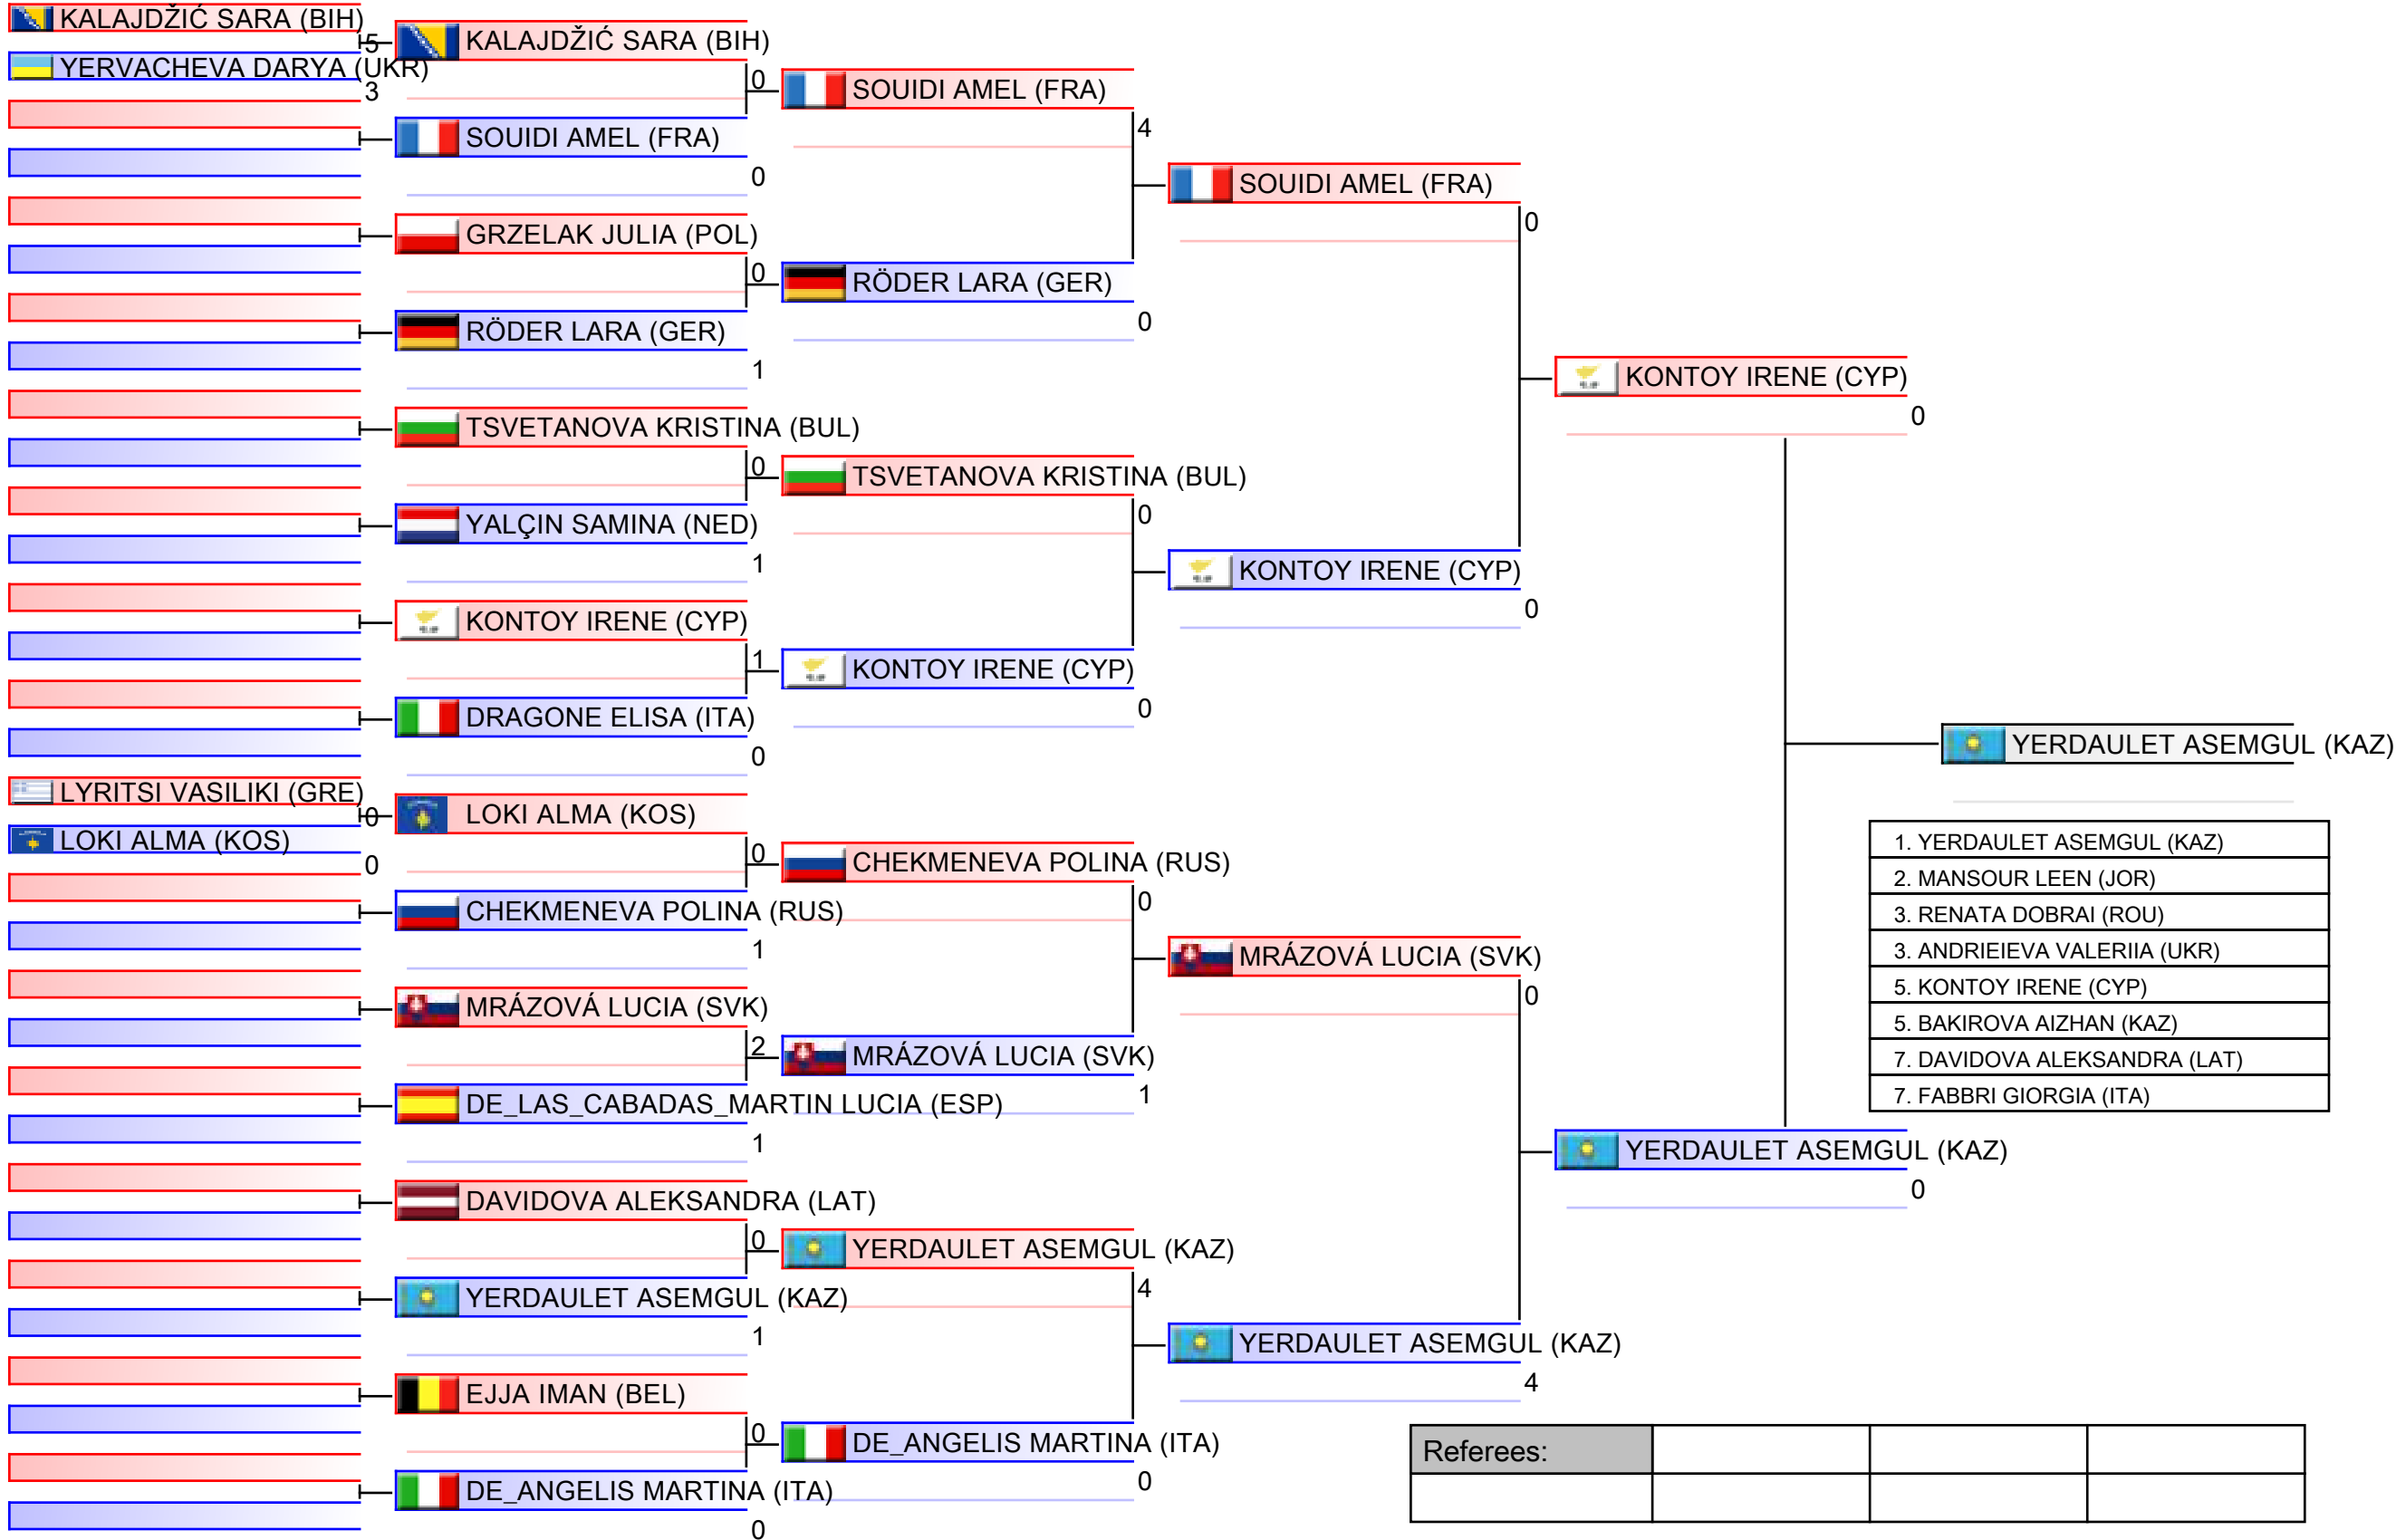 KALAJDŽIĆ SARA (BIH)
5
YERVACHEVA DARYA (UKR)
3
LYRITSI VASILIKI (GRE)
0
LOKI ALMA (KOS)
0
KALAJDŽIĆ SARA (BIH)
0
SOUIDI AMEL (FRA)
0
GRZELAK JULIA (POL)
0
RÖDER LARA (GER)
1
TSVETANOVA KRISTINA (BUL)
0
YALÇIN SAMINA (NED)
1
KONTOY IRENE (CYP)
1
DRAGONE ELISA (ITA)
0
LOKI ALMA (KOS)
0
CHEKMENEVA POLINA (RUS)
1
MRÁZOVÁ LUCIA (SVK)
2
DE_LAS_CABADAS_MARTIN LUCIA (ESP)
1
DAVIDOVA ALEKSANDRA (LAT)
0
YERDAULET ASEMGUL (KAZ)
1
EJJA IMAN (BEL)
0
DE_ANGELIS MARTINA (ITA)
0
SOUIDI AMEL (FRA)
4
RÖDER LARA (GER)
0
TSVETANOVA KRISTINA (BUL)
0
KONTOY IRENE (CYP)
0
CHEKMENEVA POLINA (RUS)
0
MRÁZOVÁ LUCIA (SVK)
1
YERDAULET ASEMGUL (KAZ)
4
DE_ANGELIS MARTINA (ITA)
0
SOUIDI AMEL (FRA)
0
KONTOY IRENE (CYP)
0
MRÁZOVÁ LUCIA (SVK)
0
YERDAULET ASEMGUL (KAZ)
4
KONTOY IRENE (CYP)
0
YERDAULET ASEMGUL (KAZ)
0
YERDAULET ASEMGUL (KAZ)
1. YERDAULET ASEMGUL (KAZ)
2. MANSOUR LEEN (JOR)
3. RENATA DOBRAI (ROU)
3. ANDRIEIEVA VALERIIA (UKR)
5. KONTOY IRENE (CYP)
5. BAKIROVA AIZHAN (KAZ)
7. DAVIDOVA ALEKSANDRA (LAT)
7. FABBRI GIORGIA (ITA)
Referees: